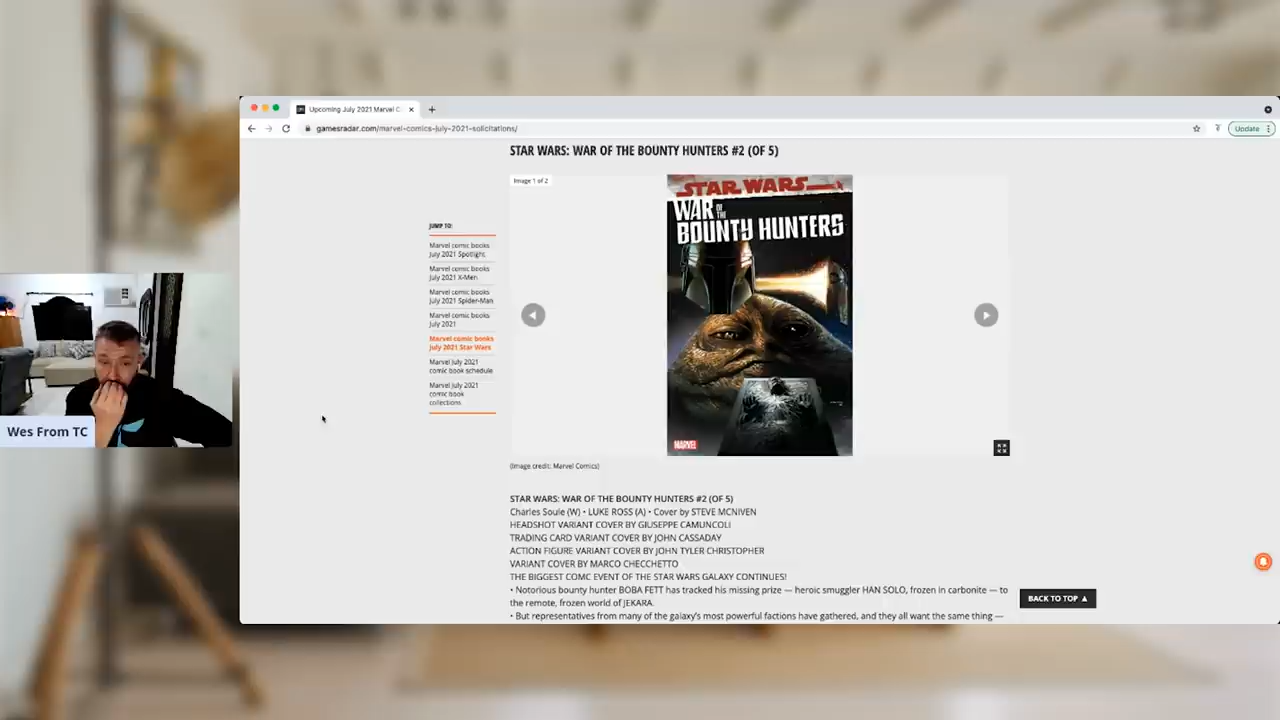 Upcoming July 2021 Marvel C
gamesradar.com/marvel-comics-july-2021-solicitations/
Update
STAR WARS: WAR OF THE BOUNTY HUNTERS #2 (OF 5)
Image 1 of 2
JUMP TO:
Marvel comic books
July 2021 Spotlight
Marvel comic books
July 2021 X-Men
Marvel comic books
July 2021 Spider-Man
Marvel comic books
July 2021
Marvel comic books
July 2021 Star Wars
Marvel July 2021
comic book schedule
Marvel July 2021
comic book
collections
STAR WARS
WAR OF THE
BOUNTY HUNTERS
MARVEL
Wes From TC
(Image credit: Marvel Comics)
STAR WARS: WAR OF THE BOUNTY HUNTERS #2 (OF 5)
Charles Soule (W) • LUKE ROSS (A) • Cover by STEVE MCNIVEN
HEADSHOT VARIANT COVER BY GIUSEPPE CAMUNCOLI
TRADING CARD VARIANT COVER BY JOHN CASSADAY
ACTION FIGURE VARIANT COVER BY JOHN TYLER CHRISTOPHER
VARIANT COVER BY MARCO CHECCHETTO
THE BIGGEST COMC EVENT OF THE STAR WARS GALAXY CONTINUES!
• Notorious bounty hunter BOBA FETT has tracked his missing prize — heroic smuggler HAN SOLO, frozen in carbonite — to
the remote, frozen world of JEKARA.
• But representatives from many of the galaxy's most powerful factions have gathered, and they all want the same thing —
BACK TO TOP ▲